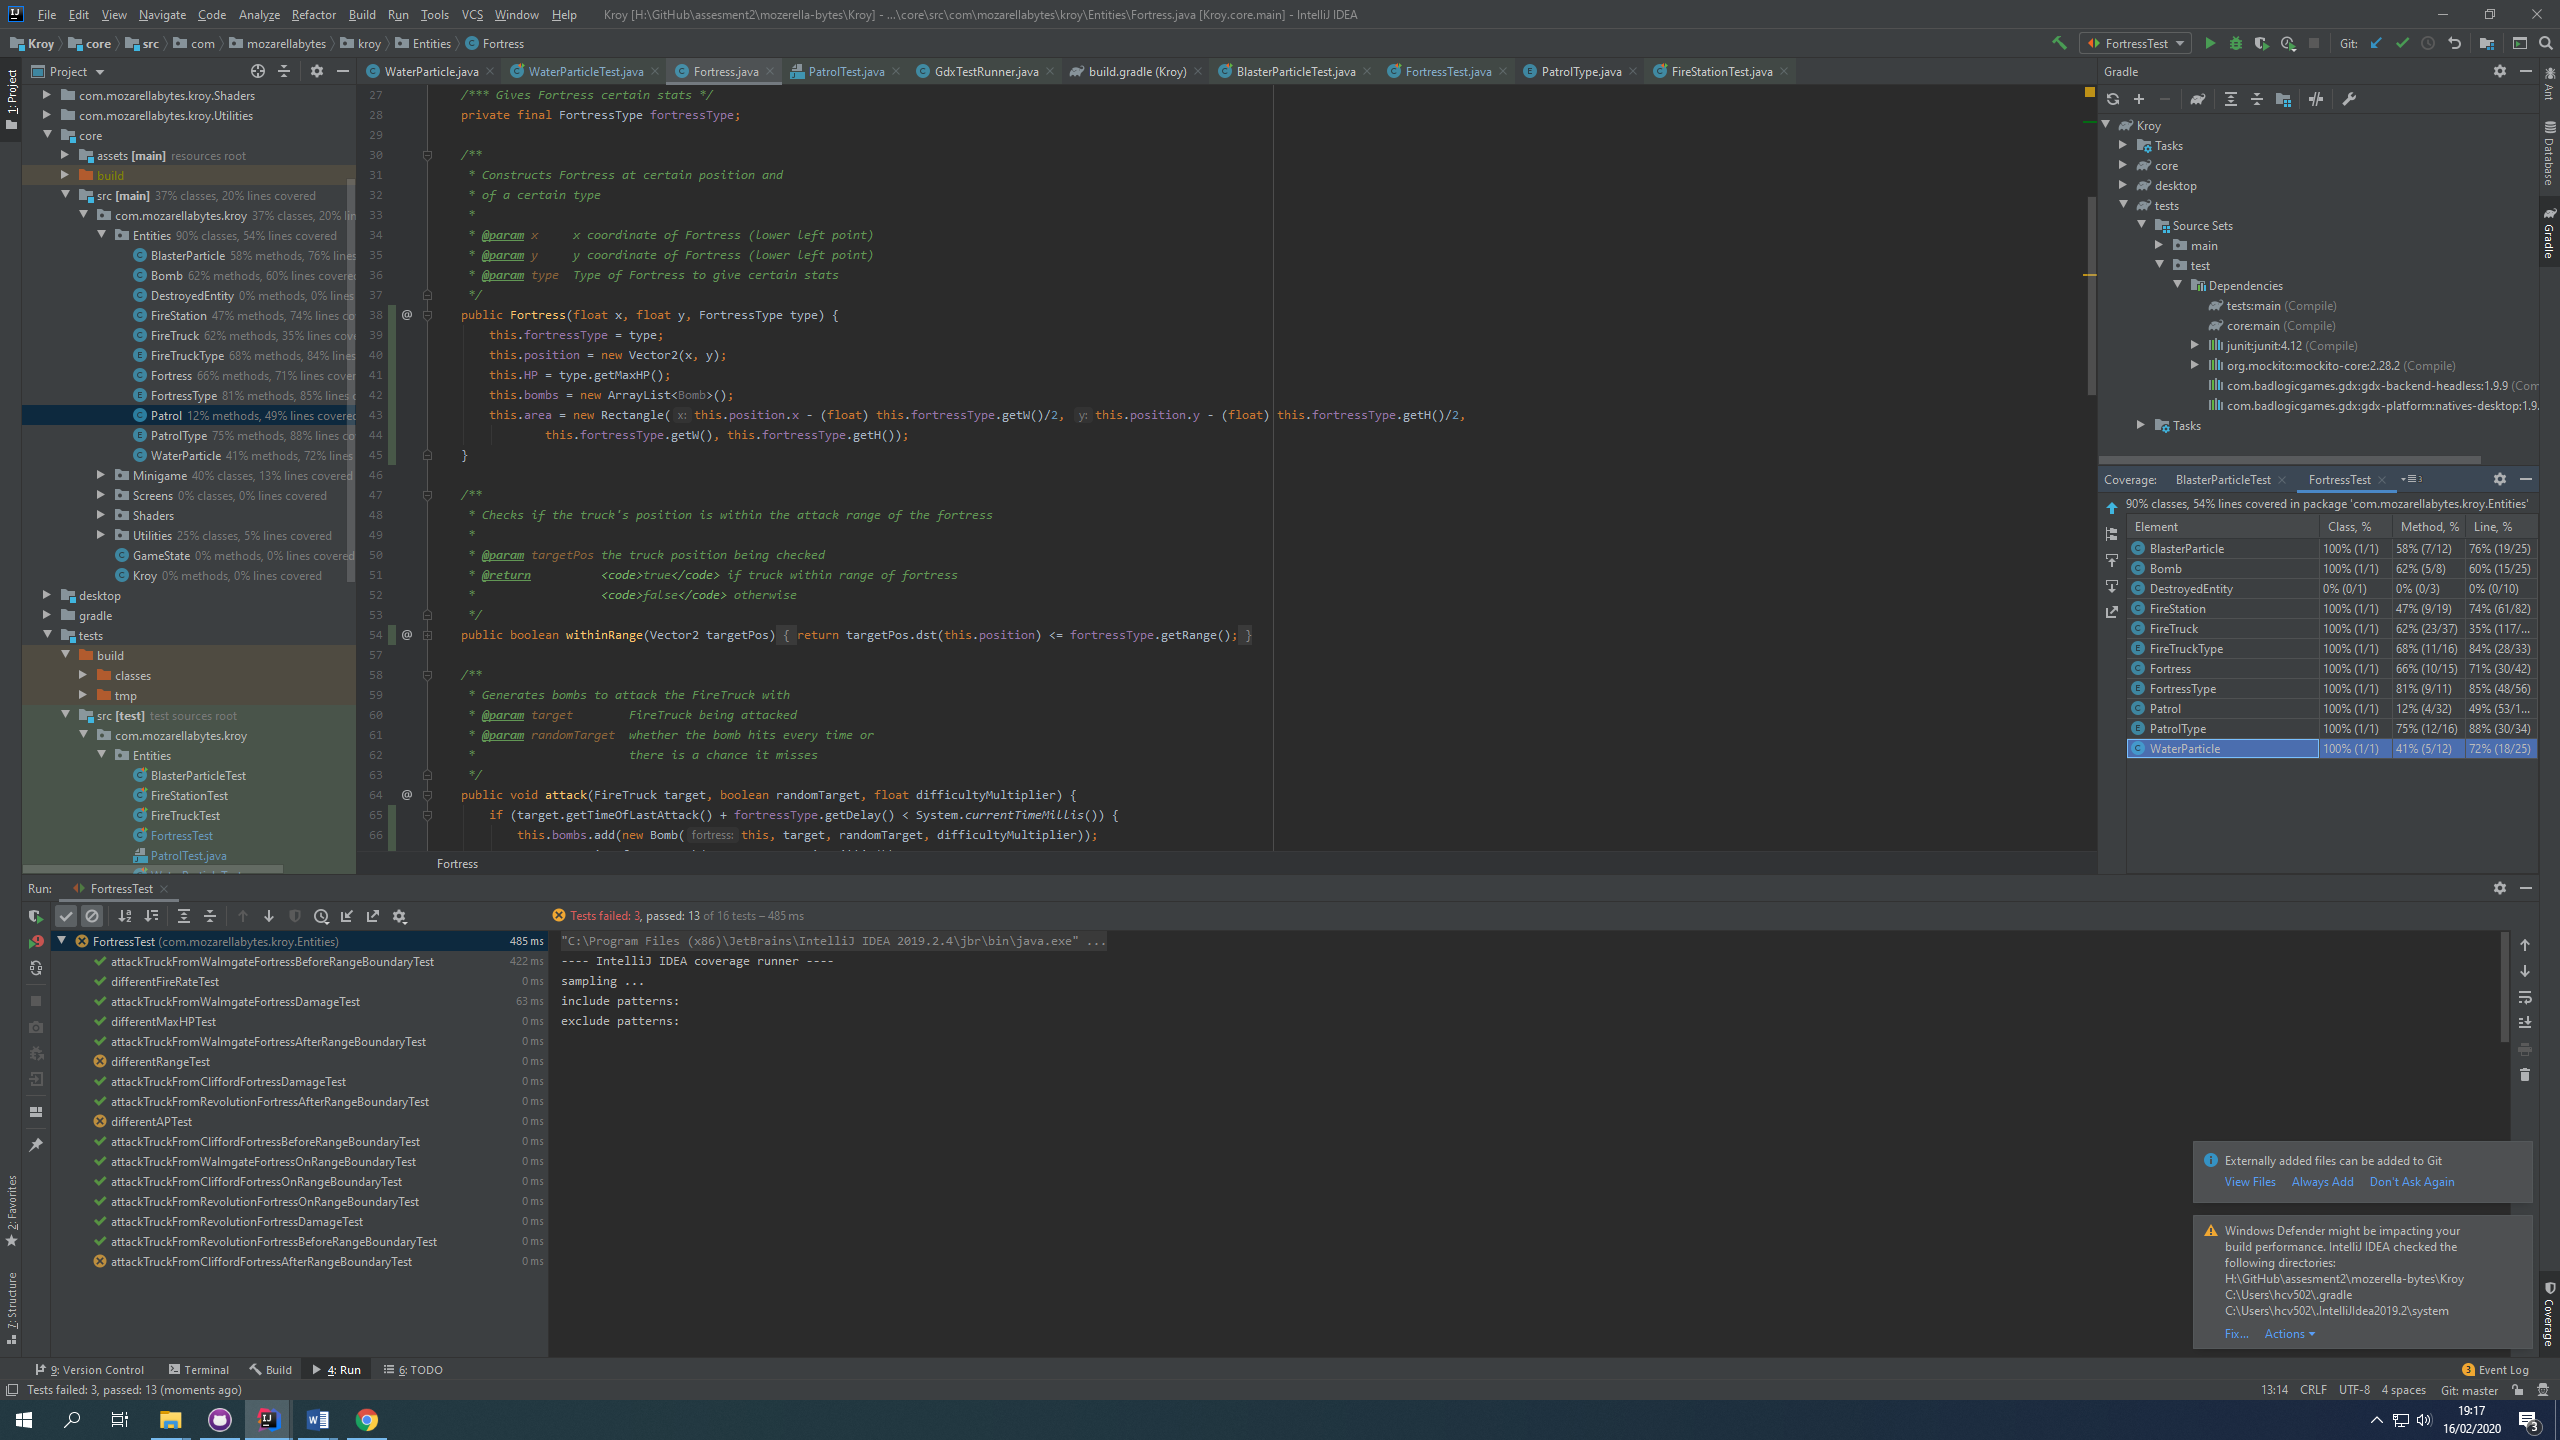 File Edit View Navigate Code Analyze Refactor Build Run Tools VCS Window Help Kroy [H:\GitHub\assesment2\mozerella-bytes\Kroy] - ...\core\src\com\mozarellabytes\kroy\Entities\Fortress.java [Kroy.core.main] - IntelliJ IDEA
Kroy core src com mozarellabytes kroy Entities Fortress
FortressTest Git:
1: Project
Project
com.mozarellabytes.kroy.Shaders
com.mozarellabytes.kroy.Utilities
core
assets [main] resources root
build
src [main] 37% classes, 20% lines covered
com.mozarellabytes.kroy 37% classes, 20% lin
Entities 90% classes, 54% lines covered
BlasterParticle 58% methods, 76% lines
Bomb 62% methods, 60% lines covere
DestroyedEntity 0% methods, 0% lines
FireStation 47% methods, 74% lines co
FireTruck 62% methods, 35% lines cove
FireTruckType 68% methods, 84% lines
Fortress 66% methods, 71% lines cover
FortressType 81% methods, 85% lines c
Patrol 12% methods, 49% lines covered
PatrolType 75% methods, 88% lines co
WaterParticle 41% methods, 72% lines
Minigame 40% classes, 13% lines covered
Screens 0% classes, 0% lines covered
Shaders
Utilities 25% classes, 5% lines covered
GameState 0% methods, 0% lines covered
Kroy 0% methods, 0% lines covered
desktop
gradle
tests
build
classes
tmp
src [test] test sources root
com.mozarellabytes.kroy
Entities
BlasterParticleTest
FireStationTest
FireTruckTest
FortressTest
PatrolTest.java
WaterParticle.java WaterParticleTest.java Fortress.java PatrolTest.java GdxTestRunner.java build.gradle (Kroy) BlasterParticleTest.java FortressTest.java PatrolType.java FireStationTest.java
27 /*** Gives Fortress certain stats */
28 private final FortressType fortressType;
29
30 /**
31 * Constructs Fortress at certain position and
32 * of a certain type
33 *
34 * @param x x coordinate of Fortress (lower left point)
35 * @param y y coordinate of Fortress (lower left point)
36 * @param type Type of Fortress to give certain stats
37 */
38 @ public Fortress(float x, float y, FortressType type) {
39 this.fortressType = type;
40 this.position = new Vector2(x, y);
41 this.HP = type.getMaxHP();
42 this.bombs = new ArrayList<Bomb>();
43 this.area = new Rectangle( x: this.position.x - (float) this.fortressType.getW()/2, y: this.position.y - (float) this.fortressType.getH()/2,
44 this.fortressType.getW(), this.fortressType.getH());
45 }
46
47 /**
48 * Checks if the truck's position is within the attack range of the fortress
49 *
50 * @param targetPos the truck position being checked
51 * @return <code>true</code> if truck within range of fortress
52 * <code>false</code> otherwise
53 */
54 @ public boolean withinRange(Vector2 targetPos) { return targetPos.dst(this.position) <= fortressType.getRange(); }
57
58 /**
59 * Generates bombs to attack the FireTruck with
60 * @param target FireTruck being attacked
61 * @param randomTarget whether the bomb hits every time or
62 * there is a chance it misses
63 */
64 @ public void attack(FireTruck target, boolean randomTarget, float difficultyMultiplier) {
65 if (target.getTimeOfLastAttack() + fortressType.getDelay() < System.currentTimeMillis()) {
66 this.bombs.add(new Bomb( fortress: this, target, randomTarget, difficultyMultiplier));
Fortress
Gradle
Kroy
Tasks
core
desktop
tests
Source Sets
main
test
Dependencies
tests:main (Compile)
core:main (Compile)
junit:junit:4.12 (Compile)
org.mockito:mockito-core:2.28.2 (Compile)
com.badlogicgames.gdx:gdx-backend-headless:1.9.9 (Com
com.badlogicgames.gdx:gdx-platform:natives-desktop:1.9.
Tasks
Ant
Database
Gradle
Coverage: BlasterParticleTest FortressTest
90% classes, 54% lines covered in package 'com.mozarellabytes.kroy.Entities'
Element Class, % Method, % Line, %
BlasterParticle 100% (1/1) 58% (7/12) 76% (19/25)
Bomb 100% (1/1) 62% (5/8) 60% (15/25)
DestroyedEntity 0% (0/1) 0% (0/3) 0% (0/10)
FireStation 100% (1/1) 47% (9/19) 74% (61/82)
FireTruck 100% (1/1) 62% (23/37) 35% (117/...
FireTruckType 100% (1/1) 68% (11/16) 84% (28/33)
Fortress 100% (1/1) 66% (10/15) 71% (30/42)
FortressType 100% (1/1) 81% (9/11) 85% (48/56)
Patrol 100% (1/1) 12% (4/32) 49% (53/1...
PatrolType 100% (1/1) 75% (12/16) 88% (30/34)
WaterParticle 100% (1/1) 41% (5/12) 72% (18/25)
Run: FortressTest
Tests failed: 3, passed: 13 of 16 tests – 485 ms
FortressTest (com.mozarellabytes.kroy.Entities) 485 ms
attackTruckFromWalmgateFortressBeforeRangeBoundaryTest 422 ms
differentFireRateTest 0 ms
attackTruckFromWalmgateFortressDamageTest 63 ms
differentMaxHPTest 0 ms
attackTruckFromWalmgateFortressAfterRangeBoundaryTest 0 ms
differentRangeTest 0 ms
attackTruckFromCliffordFortressDamageTest 0 ms
attackTruckFromRevolutionFortressAfterRangeBoundaryTest 0 ms
differentAPTest 0 ms
attackTruckFromCliffordFortressBeforeRangeBoundaryTest 0 ms
attackTruckFromWalmgateFortressOnRangeBoundaryTest 0 ms
attackTruckFromCliffordFortressOnRangeBoundaryTest 0 ms
attackTruckFromRevolutionFortressOnRangeBoundaryTest 0 ms
attackTruckFromRevolutionFortressDamageTest 0 ms
attackTruckFromRevolutionFortressBeforeRangeBoundaryTest 0 ms
attackTruckFromCliffordFortressAfterRangeBoundaryTest 0 ms
"C:\Program Files (x86)\JetBrains\IntelliJ IDEA 2019.2.4\jbr\bin\java.exe" ...
---- IntelliJ IDEA coverage runner ----
sampling ...
include patterns:
exclude patterns:
Externally added files can be added to Git
View Files Always Add Don't Ask Again
Windows Defender might be impacting your
build performance. IntelliJ IDEA checked the
following directories:
H:\GitHub\assesment2\mozerella-bytes\Kroy
C:\Users\hcv502\.gradle
C:\Users\hcv502\.IntelliJIdea2019.2\system
Fix... Actions
2: Favorites
7: Structure
Coverage
9: Version Control Terminal Build 4: Run 6: TODO 3 Event Log
Tests failed: 3, passed: 13 (moments ago) 13:14 CRLF UTF-8 4 spaces Git: master
19:17
16/02/2020
3